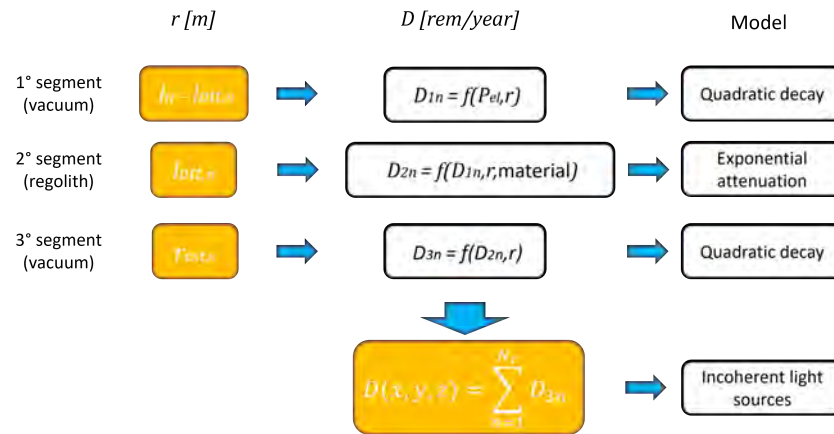 r [m]
D [rem/year]
Model
1° segment
(vacuum)
D1n = f(Pel,r)
Quadratic decay
2° segment
(regolith)
D2n = f(D1n,r,material)
Exponential
attenuation
3° segment
(vacuum)
D3n = f(D2n,r)
Quadratic decay
D(x, y, z) = ∑ D3n
Incoherent light
sources